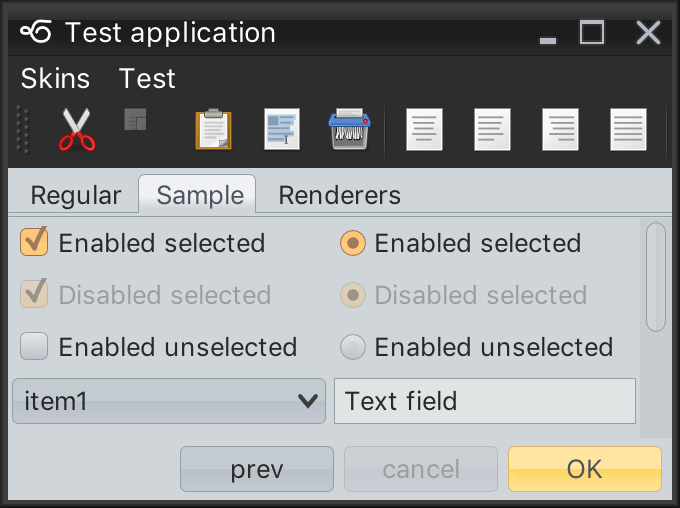 Test application
Skins Test
Regular Sample Renderers
Enabled selected Enabled selected
Disabled selected Disabled selected
Enabled unselected Enabled unselected
item1 Text field
prev cancel OK